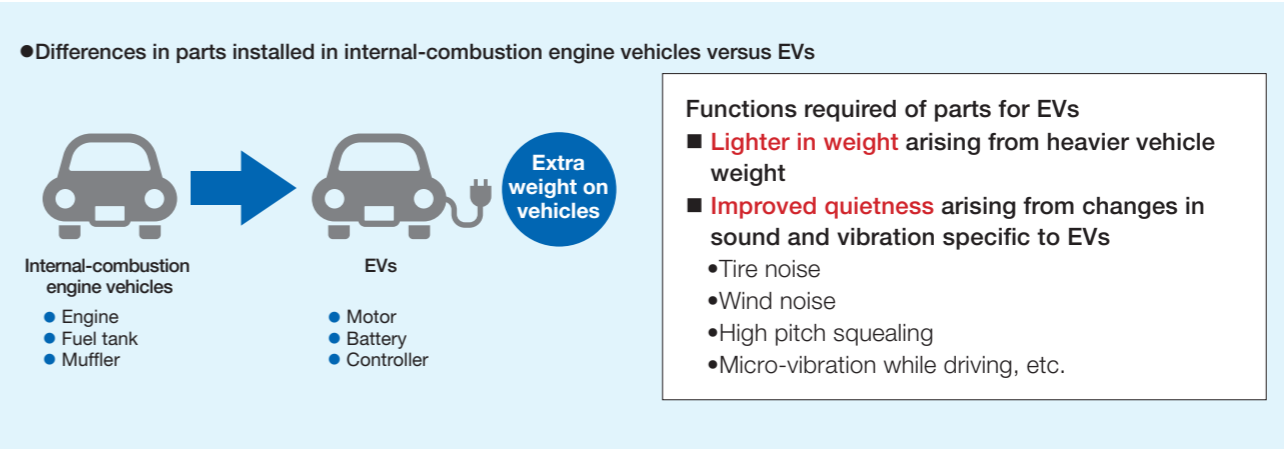 ●Differences in parts installed in internal-combustion engine vehicles versus EVs
Extra
weight on
vehicles
Internal-combustion
engine vehicles
● Engine
● Fuel tank
● Muffler
EVs
● Motor
● Battery
● Controller
Functions required of parts for EVs
■ Lighter in weight arising from heavier vehicle
weight
■ Improved quietness arising from changes in
sound and vibration specific to EVs
•Tire noise
•Wind noise
•High pitch squealing
•Micro-vibration while driving, etc.